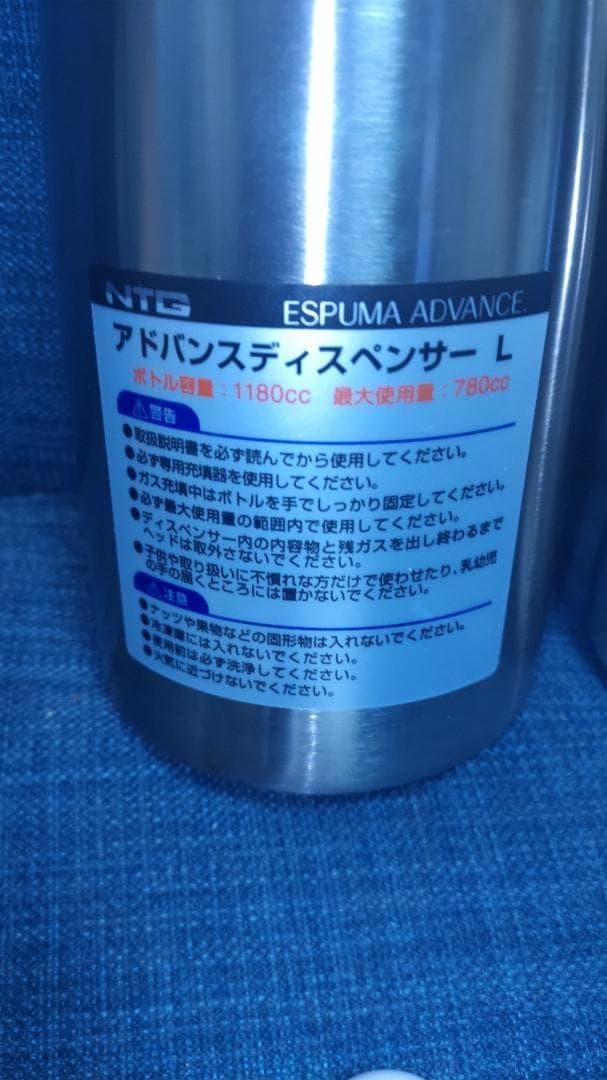 NTG ESPUMA ADVANCE.
アドバンスディスペンサー L
ボトル容量：1180cc 最大使用量：780cc
⚠警告
●取扱説明書を必ず読んでから使用してください。
●必ず専用充填器を使用してください。
●ガス充填中はボトルを手でしっかり固定してください。
●必ず最大使用量の範囲内で使用してください。
●ディスペンサー内の内容物と残ガスを出し終わるまで
ヘッドは取外さないでください。
●子供や取り扱いに不慣れな方だけで使わせたり、乳幼児
の手の届くところには置かないでください。
⚠注意
●ナッツや果物などの固形物は入れないでください。
●冷凍庫には入れないでください。
●使用前は必ず洗浄してください。
●火気に近づけないでください。